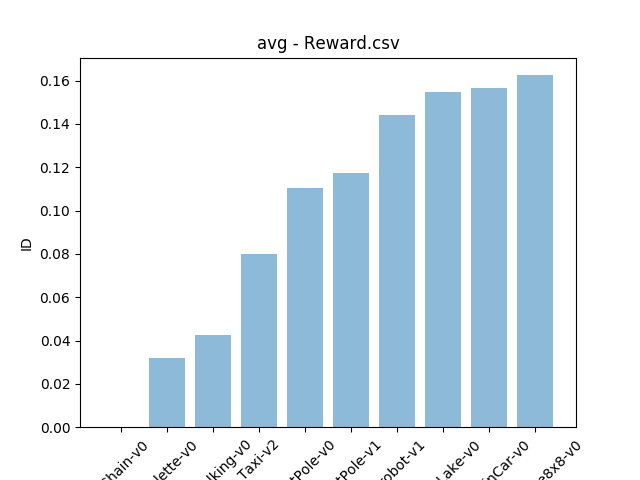 avg - Reward.csv
ID
0.16
0.14
0.12
0.10
0.08
0.06
0.04
0.02
0.00
hain-v0
lette-v0
lking-v0
Taxi-v2
tPole-v0
tPole-v1
robot-v1
Lake-v0
nCar-v0
e8x8-v0